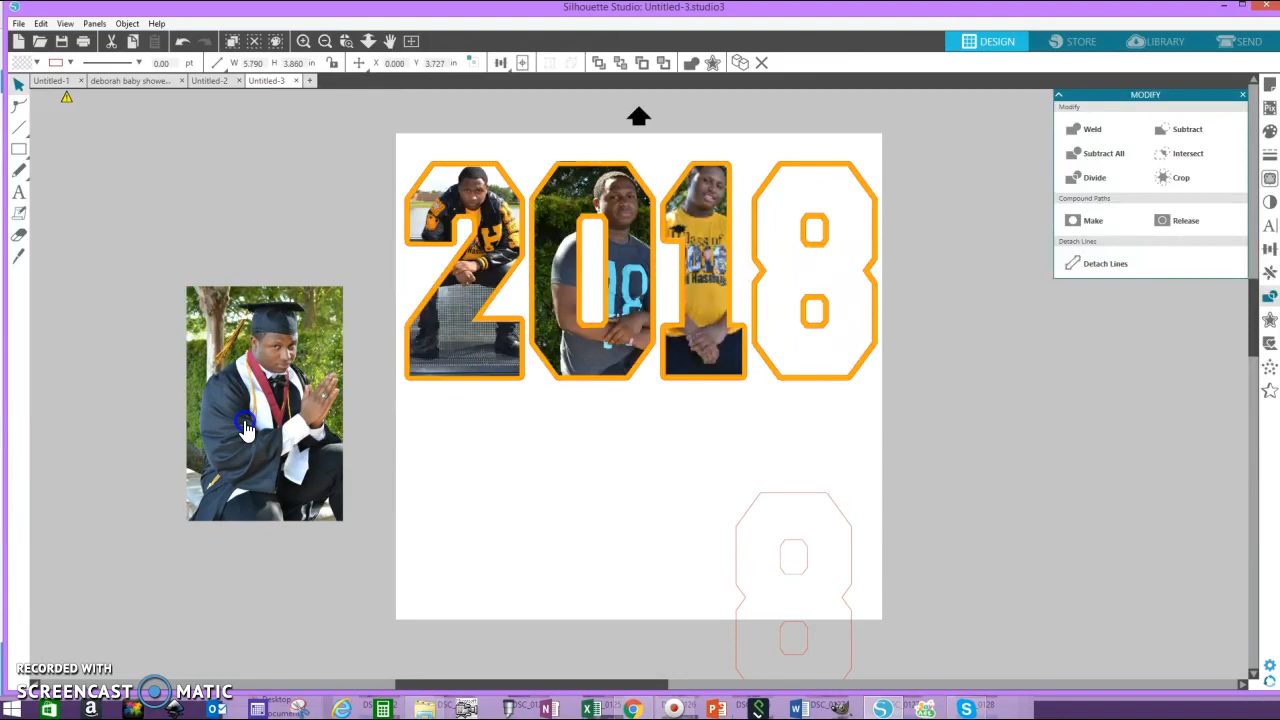 Silhouette Studio: Untitled-3.studio3
File Edit View Panels Object Help
DESIGN STORE LIBRARY SEND
0.00 pt W 5.790 H 3.860 in X 0.000 Y 3.727 in
Untitled-1 x deborah baby showe... x Untitled-2 x Untitled-3 x +
MODIFY
Modify
Weld Subtract
Subtract All Intersect
Divide Crop
Compound Paths
Make Release
Detach Lines
Detach Lines
2018
8
RECORDED WITH
SCREENCAST MATIC
Desktop